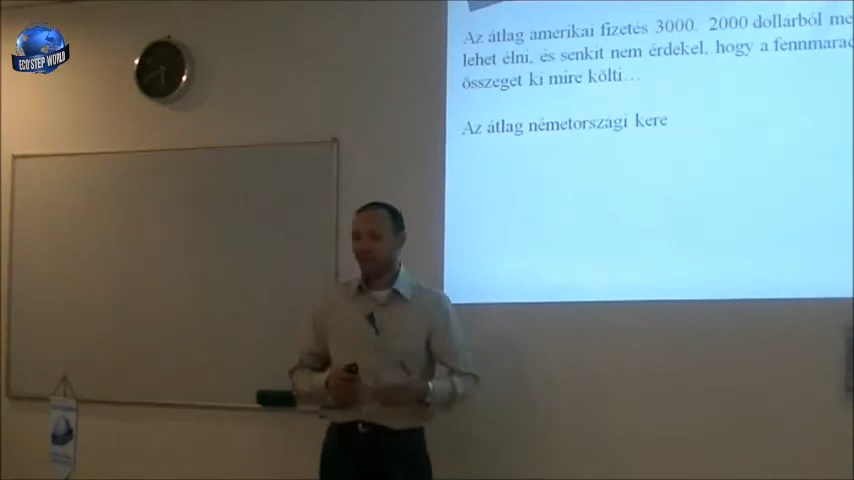 ECO STEP WORLD
Az átlag amerikai fizetés 3000. 2000 dollárból me
lehet élni, és senkit nem érdekel, hogy a fennmarad
összeget ki mire költi…
Az átlag németországi kere